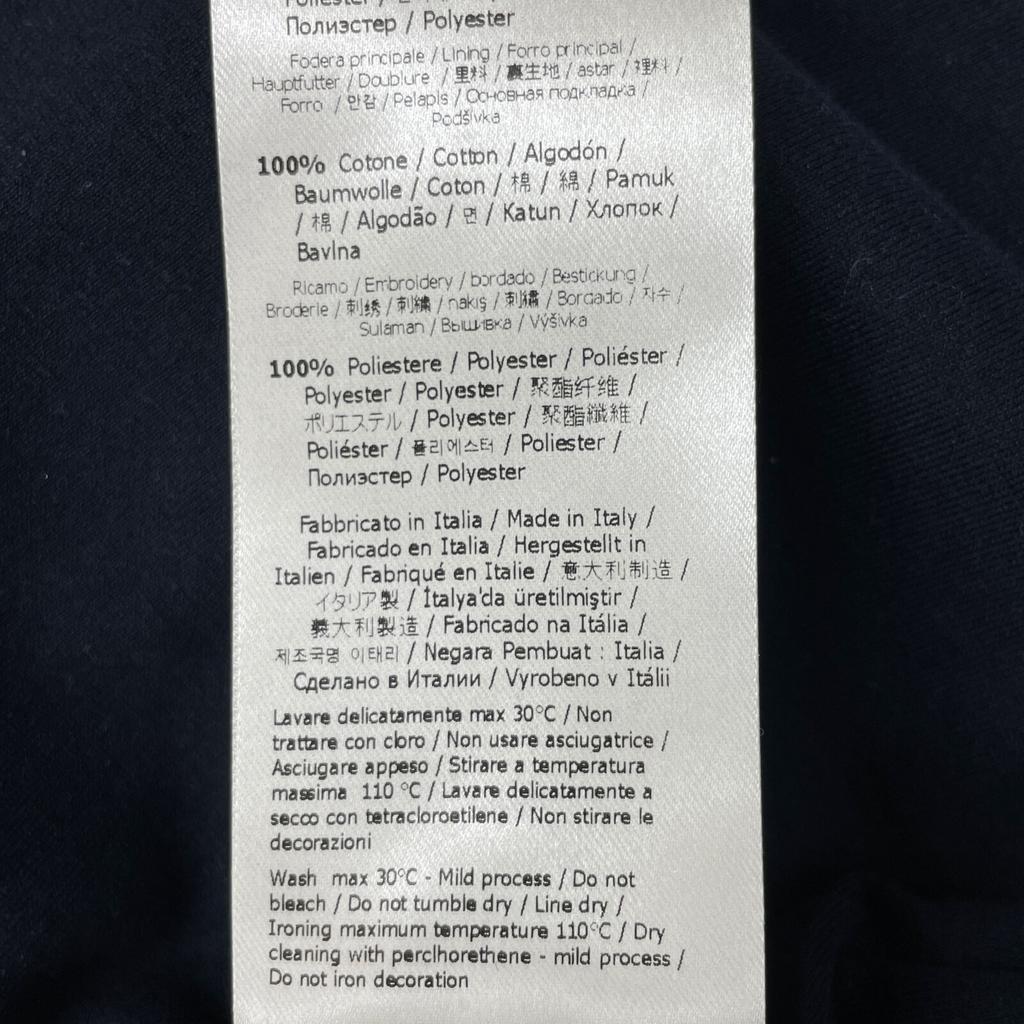 Полиэстер / Polyester
Fodera principale / Lining / Forro principal /
Hauptfutter / Doublure / 里料 / 裏生地 / astar / 裡料 /
Forro / 안감 / Pelapis / Основная подкладка /
Podšívka
100% Cotone / Cotton / Algodón /
Baumwolle / Coton / 棉 / 綿 / Pamuk
/ 棉 / Algodão / 면 / Katun / Хлопок /
Bavlna
Ricamo / Embroidery / bordado / Bestickung /
Broderie / 刺绣 / 刺繍 / nakış / 刺繡 / Bordado / 자수 /
Sulaman / Вышивка / Výšivka
100% Poliestere / Polyester / Poliéster /
Polyester / Polyester / 聚酯纤维 /
ポリエステル / Polyester / 聚酯纖維 /
Poliéster / 폴리에스터 / Poliester /
Полиэстер / Polyester
Fabbricato in Italia / Made in Italy /
Fabricado en Italia / Hergestellt in
Italien / Fabriqué en Italie / 意大利制造 /
イタリア製 / İtalya'da üretilmiştir /
義大利製造 / Fabricado na Itália /
제조국명 이태리 / Negara Pembuat : Italia /
Сделано в Италии / Vyrobeno v Itálii
Lavare delicatamente max 30°C / Non
trattare con cloro / Non usare asciugatrice /
Asciugare appeso / Stirare a temperatura
massima 110 °C / Lavare delicatamente a
secco con tetracloroetilene / Non stirare le
decorazioni
Wash max 30°C - Mild process / Do not
bleach / Do not tumble dry / Line dry /
Ironing maximum temperature 110°C / Dry
cleaning with perclhorethene - mild process /
Do not iron decoration